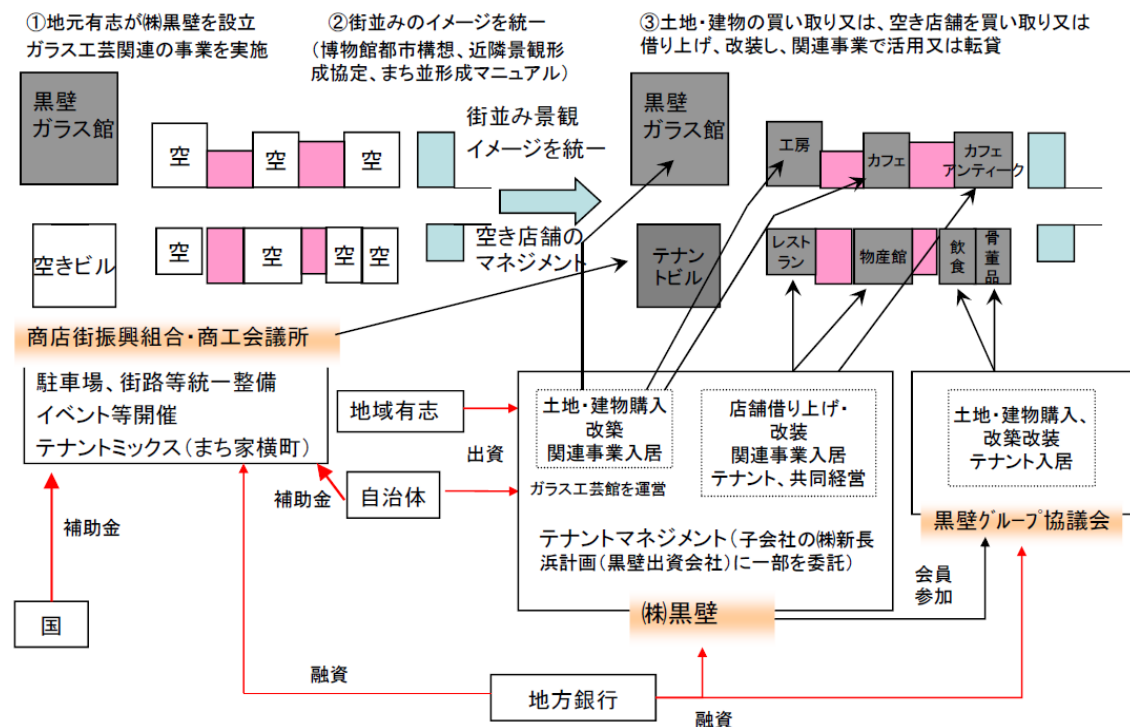 ①地元有志が㈱黒壁を設立
ガラス工芸関連の事業を実施
②街並みのイメージを統一
(博物館都市構想、近隣景観形
成協定、まち並形成マニュアル)
③土地・建物の買い取り又は、空き店舗を買い取り又は
借り上げ、改装し、関連事業で活用又は転貸
黒壁
ガラス館
空
空
空
街並み景観
イメージを統一
黒壁
ガラス館
工房
カフェ
カフェ
アンティーク
空きビル
空
空
空
空
空き店舗の
マネジメント
テナン
トビル
レスト
ラン
物産館
飲
食
骨
董
品
商店街振興組合・商工会議所
駐車場、街路等統一整備
イベント等開催
テナントミックス(まち家横町)
地域有志
出資
土地・建物購入
改築
関連事業入居
店舗借り上げ・
改装
関連事業入居
テナント、共同経営
土地・建物購入、
改築改装
テナント入居
補助金
自治体
ガラス工芸館を運営
補助金
テナントマネジメント(子会社の㈱新長
浜計画(黒壁出資会社)に一部を委託)
黒壁グループ協議会
会員
参加
国
㈱黒壁
融資
地方銀行
融資